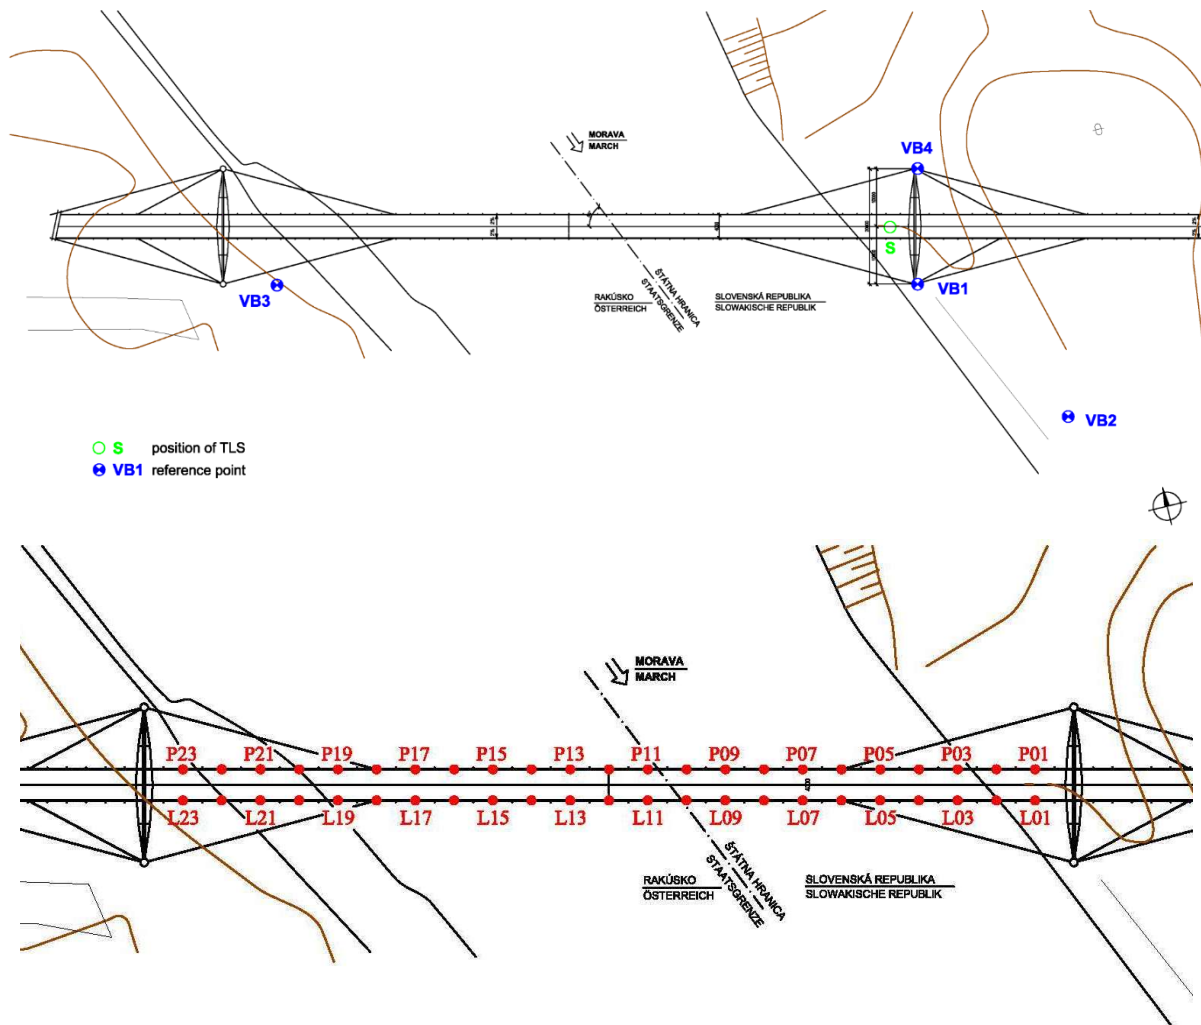 MORAVA
MARCH
VB4
S
VB1
VB3
RAKÚSKO
ÖSTERREICH
ŠTÁTNA HRANICA
STAATSGRENZE
SLOVENSKÁ REPUBLIKA
SLOWAKISCHE REPUBLIK
VB2
S position of TLS
VB1 reference point
MORAVA
MARCH
P23 P21 P19 P17 P15 P13 P11 P09 P07 P05 P03 P01
L23 L21 L19 L17 L15 L13 L11 L09 L07 L05 L03 L01
RAKÚSKO
ÖSTERREICH
ŠTÁTNA HRANICA
STAATSGRENZE
SLOVENSKÁ REPUBLIKA
SLOWAKISCHE REPUBLIK